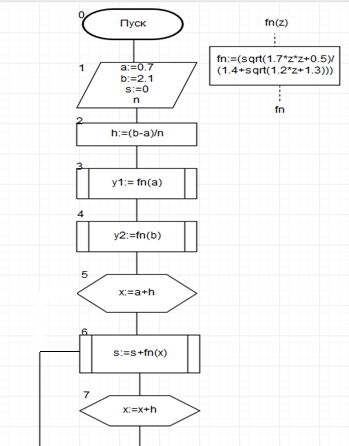 0
Пуск
fn(z)
1
a:=0.7
b:=2.1
s:=0
n
fn:=(sqrt(1.7*z*z+0.5)/
(1.4+sqrt(1.2*z+1.3)))
fn
2
h:=(b-a)/n
3
y1:= fn(a)
4
y2:=fn(b)
5
x:=a+h
6
s:=s+fn(x)
7
x:=x+h